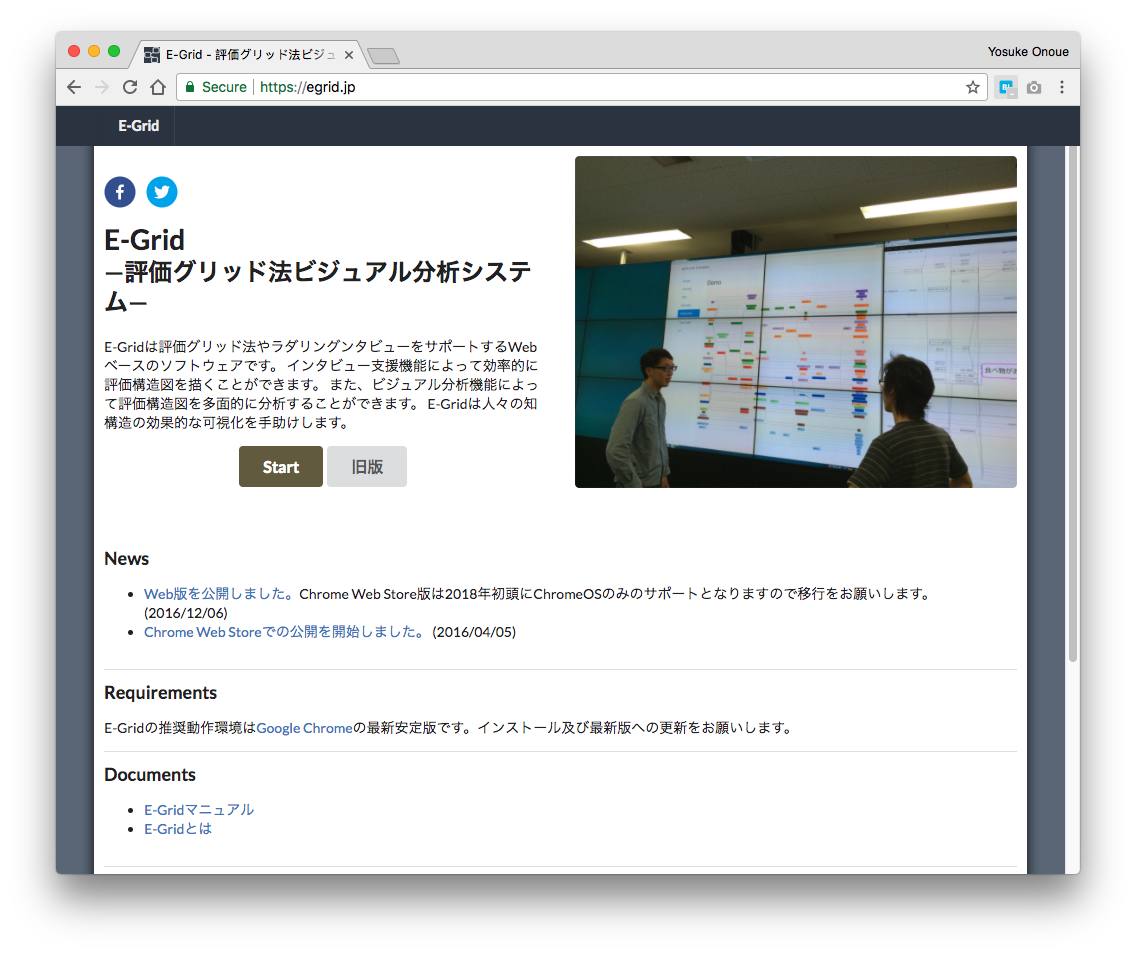 E-Grid - 評価グリッド法ビジュ
Yosuke Onoue
Secure
https://egrid.jp
E-Grid
E-Grid
—評価グリッド法ビジュアル分析システ
ム—
E-Gridは評価グリッド法やラダリングンタビューをサポートするWeb
ベースのソフトウェアです。 インタビュー支援機能によって効率的に
評価構造図を描くことができます。 また、ビジュアル分析機能によっ
て評価構造図を多面的に分析することができます。 E-Gridは人々の知
構造の効果的な可視化を手助けします。
Start
旧版
Demo
食べ物が
News
Web版を公開しました。Chrome Web Store版は2018年初頭にChromeOSのみのサポートとなりますので移行をお願いします。
(2016/12/06)
Chrome Web Storeでの公開を開始しました。 (2016/04/05)
Requirements
E-Gridの推奨動作環境はGoogle Chromeの最新安定版です。インストール及び最新版への更新をお願いします。
Documents
E-Gridマニュアル
E-Gridとは